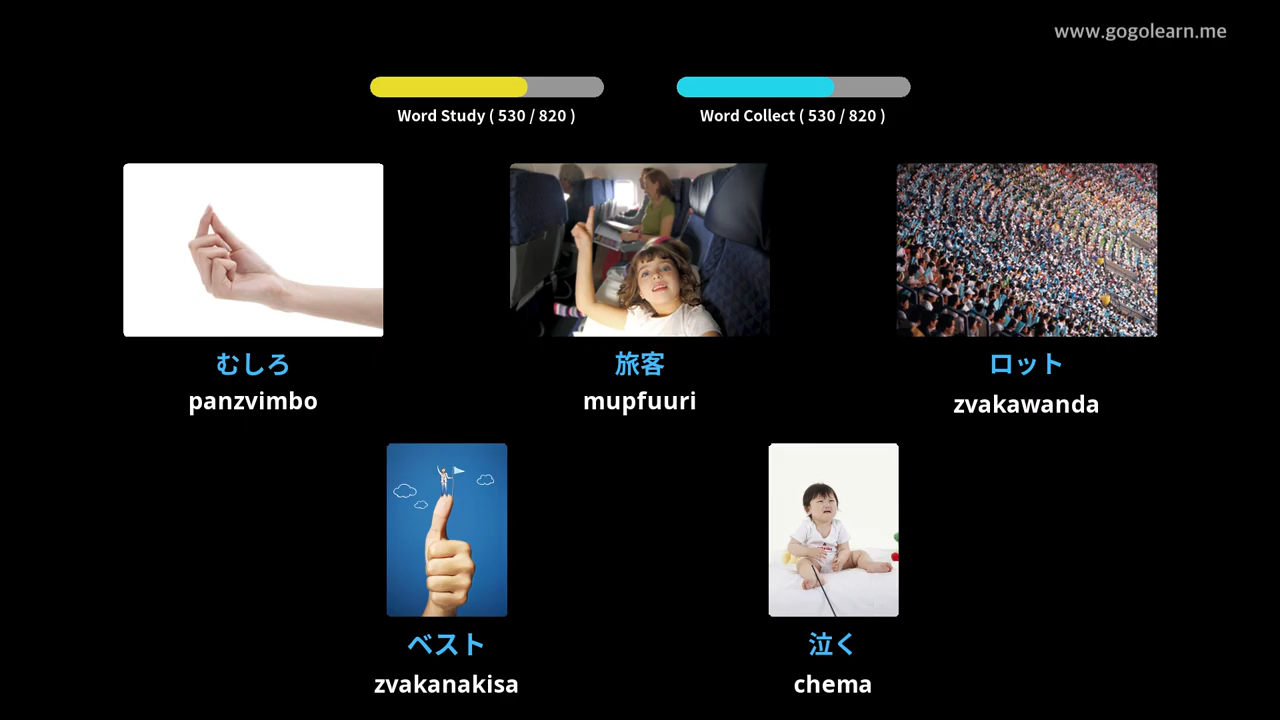 www.gogolearn.me
Word Study ( 530 / 820 )
Word Collect ( 530 / 820 )
むしろ
panzvimbo
旅客
mupfuuri
ロット
zvakawanda
ベスト
zvakanakisa
泣く
chema